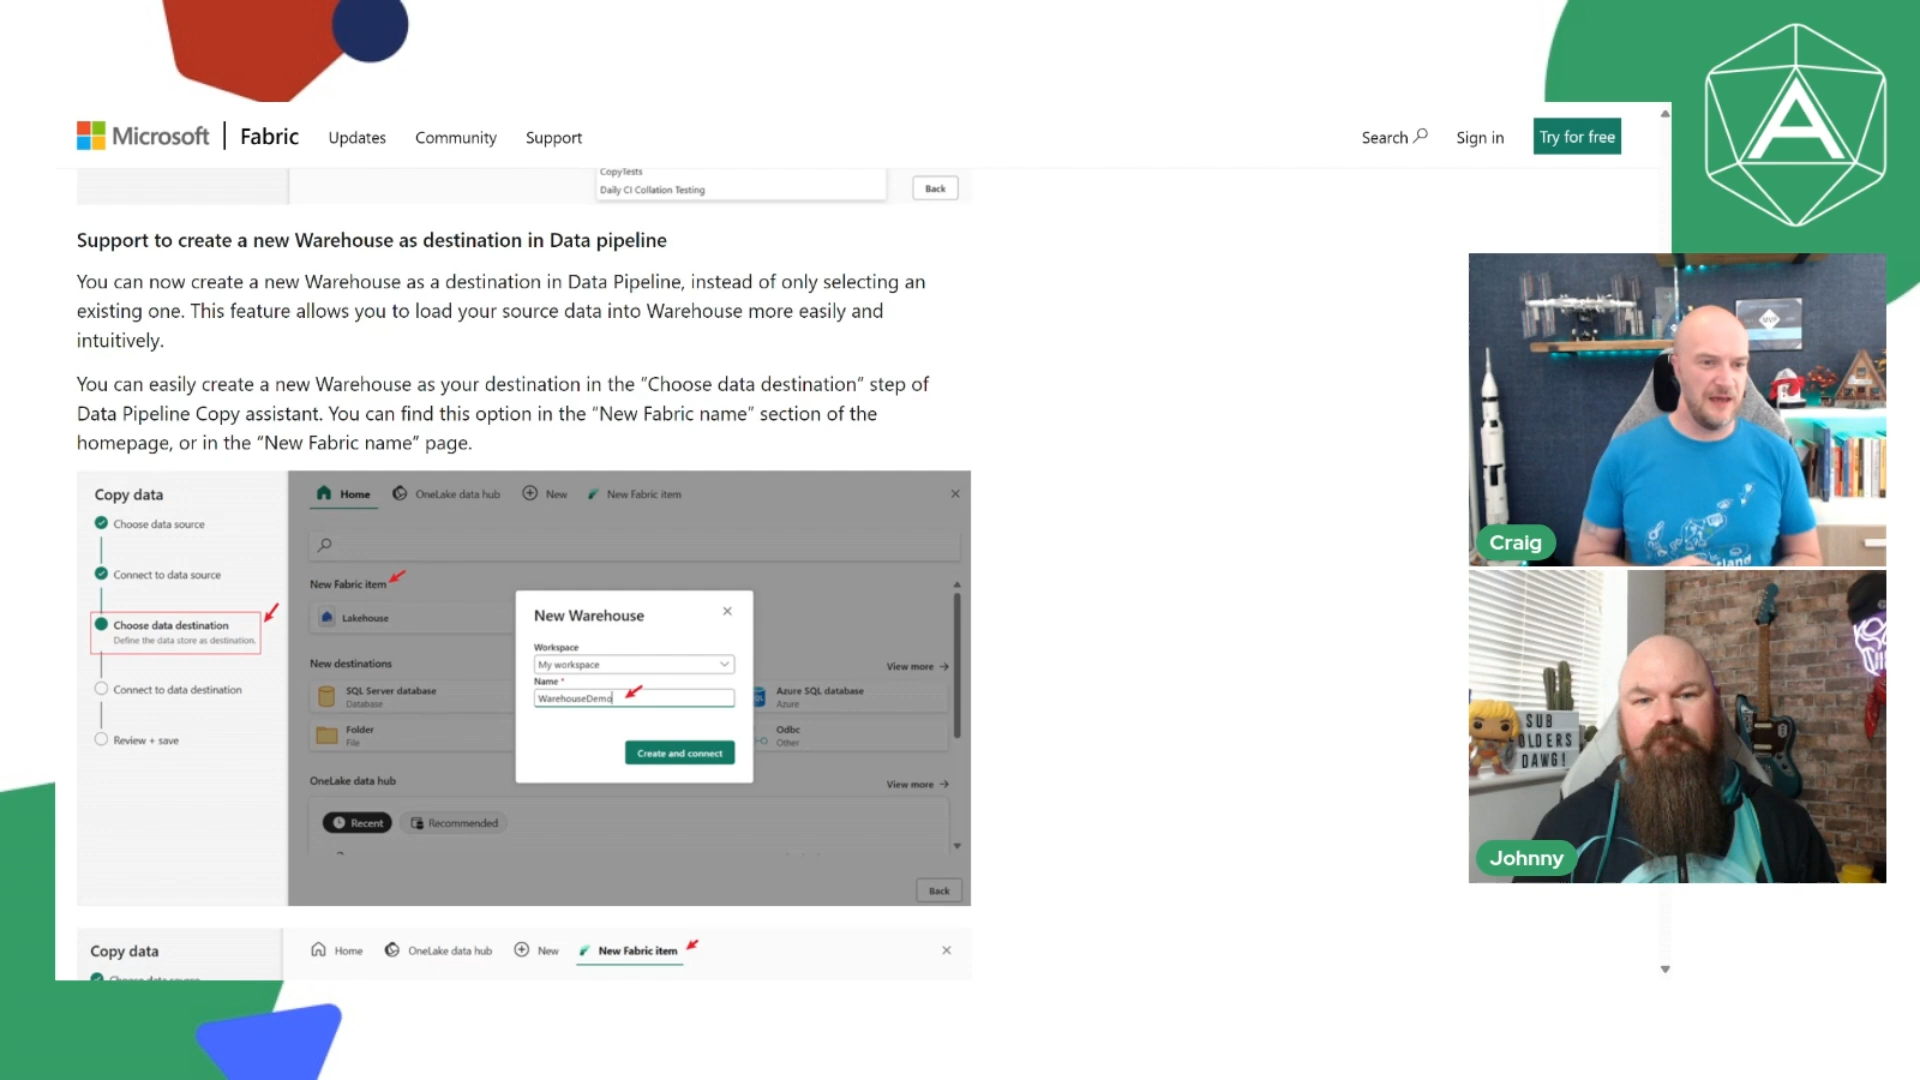 Microsoft | Fabric Updates Community Support Search Sign in Try for free
CopyTests
Daily CI Collation Testing
Back
Support to create a new Warehouse as destination in Data pipeline
You can now create a new Warehouse as a destination in Data Pipeline, instead of only selecting an
existing one. This feature allows you to load your source data into Warehouse more easily and
intuitively.
You can easily create a new Warehouse as your destination in the “Choose data destination” step of
Data Pipeline Copy assistant. You can find this option in the “New Fabric name” section of the
homepage, or in the “New Fabric name” page.
Copy data
Choose data source
Connect to data source
Choose data destination
Define the data store as destination.
Connect to data destination
Review + save
Home OneLake data hub New New Fabric item
New Fabric item
Lakehouse
New destinations
View more
SQL Server database
Database
Azure SQL database
Azure
Folder
File
Odbc
Other
OneLake data hub
View more
Recent Recommended
Back
New Warehouse
Workspace
My workspace
Name *
WarehouseDemo
Create and connect
Copy data
Home OneLake data hub New New Fabric item
Choose data source
A
Craig
SUB
OLDERS
DAWG!
Johnny